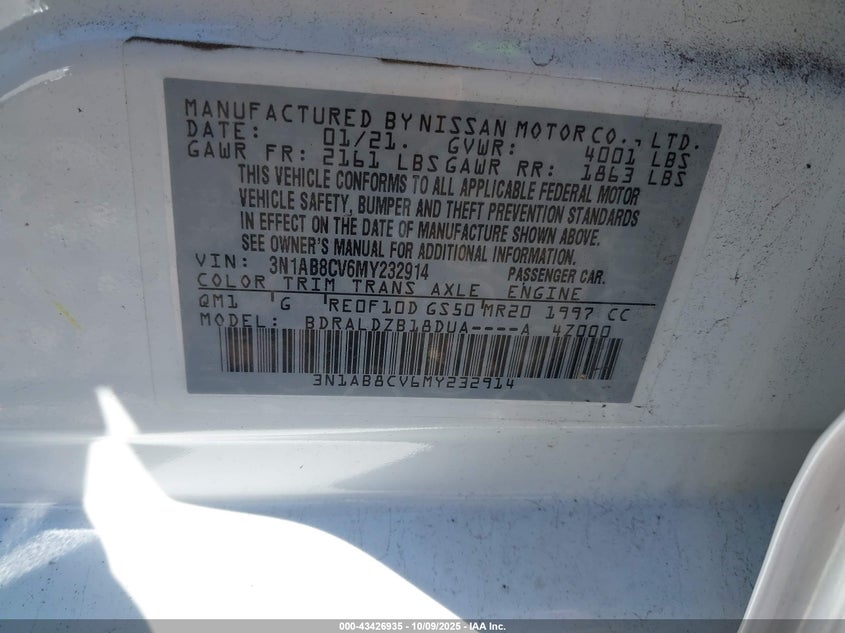 MANUFACTURED BY NISSAN MOTOR CO., LTD.
DATE: 01/21. GVWR: 4001 LBS
GAWR FR: 2161 LBS GAWR RR: 1863 LBS
THIS VEHICLE CONFORMS TO ALL APPLICABLE FEDERAL MOTOR
VEHICLE SAFETY, BUMPER AND THEFT PREVENTION STANDARDS
IN EFFECT ON THE DATE OF MANUFACTURE SHOWN ABOVE.
SEE OWNER'S MANUAL FOR ADDITIONAL INFORMATION.
VIN: 3N1AB8CV6MY232914 PASSENGER CAR.
COLOR TRIM TRANS AXLE ENGINE
QM1 G RE0F10D GS50 MR20 1997 CC
MODEL: BDRALDZB18DUA----A 4Z000
3N1AB8CV6MY232914
000-43426935 - 10/09/2025 - IAA Inc.